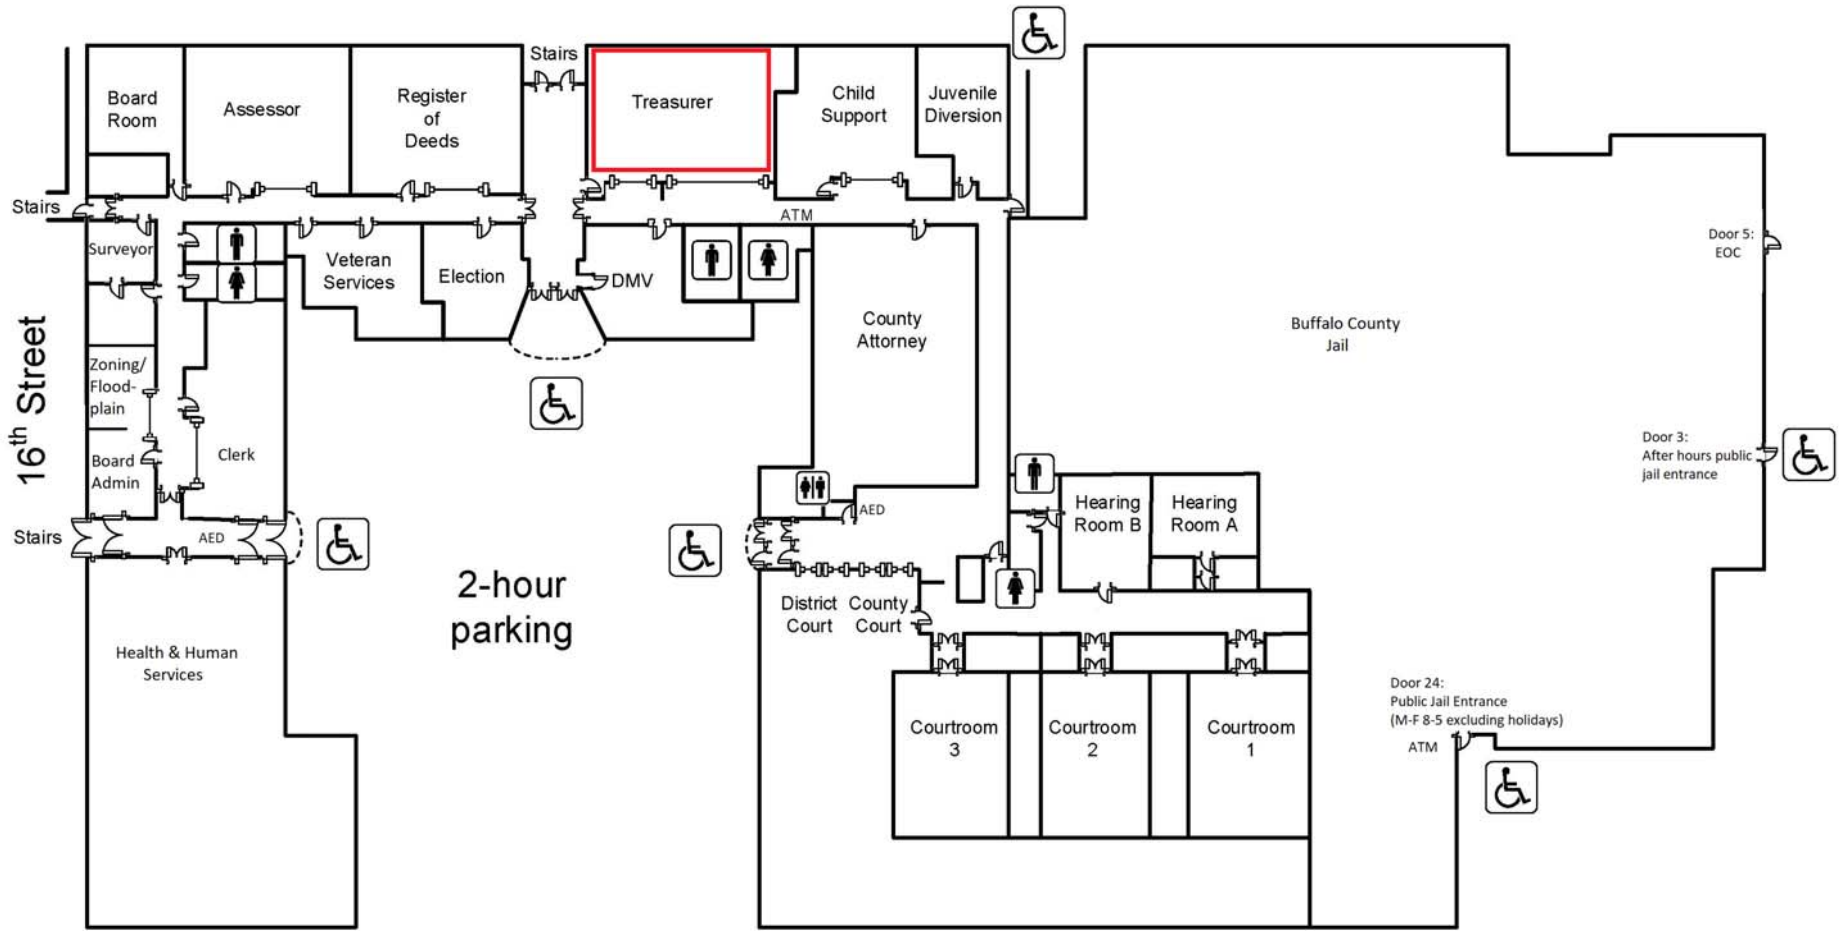 Stairs
Board
Room
Assessor
Register
of
Deeds
Treasurer
Child
Support
Juvenile
Diversion
Stairs
ATM
Surveyor
Veteran
Services
Election
DMV
County
Attorney
Door 5:
EOC
Buffalo County
Jail
16th Street
Zoning/
Flood-
plain
Board
Admin
Clerk
Door 3:
After hours public
jail entrance
Stairs
AED
AED
Hearing
Room B
Hearing
Room A
2-hour
parking
District
Court
County
Court
Health & Human
Services
Door 24:
Public Jail Entrance
(M-F 8-5 excluding holidays)
ATM
Courtroom
3
Courtroom
2
Courtroom
1